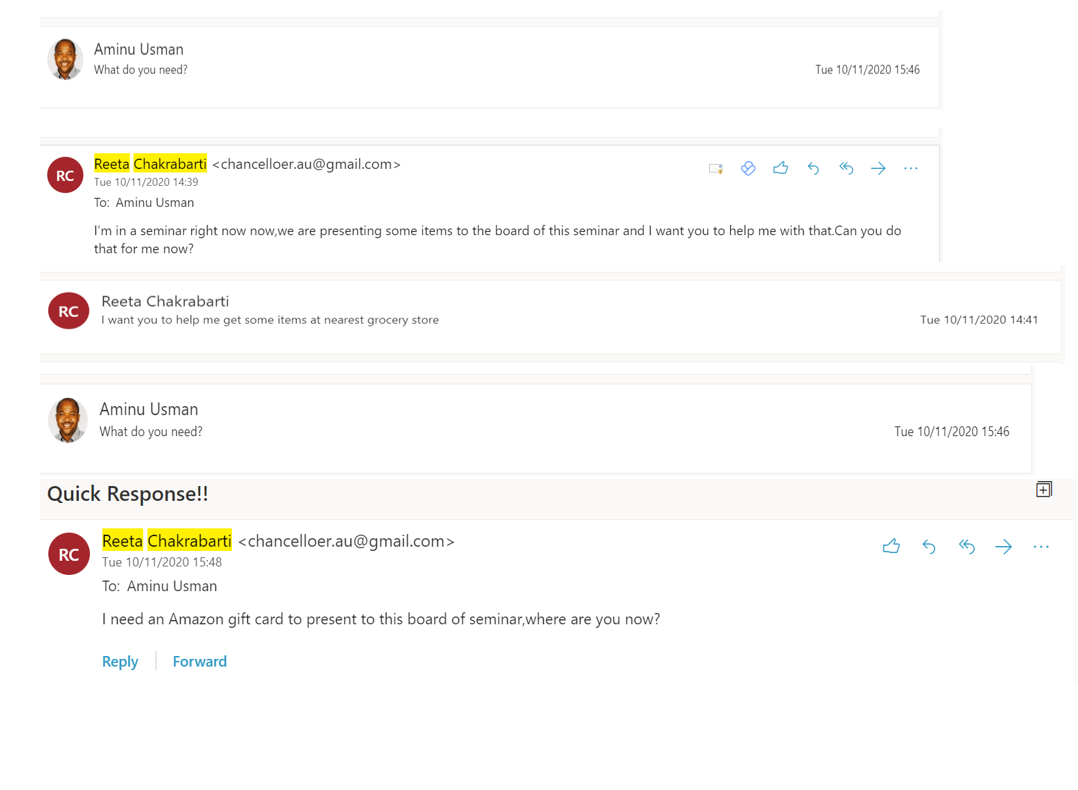 Aminu Usman
What do you need?
Tue 10/11/2020 15:46
RC
Reeta Chakrabarti <chancelloer.au@gmail.com>
Tue 10/11/2020 14:39
To: Aminu Usman
I'm in a seminar right now now,we are presenting some items to the board of this seminar and I want you to help me with that.Can you do
that for me now?
RC
Reeta Chakrabarti
I want you to help me get some items at nearest grocery store
Tue 10/11/2020 14:41
Aminu Usman
What do you need?
Tue 10/11/2020 15:46
Quick Response!!
RC
Reeta Chakrabarti <chancelloer.au@gmail.com>
Tue 10/11/2020 15:48
To: Aminu Usman
I need an Amazon gift card to present to this board of seminar,where are you now?
Reply
Forward